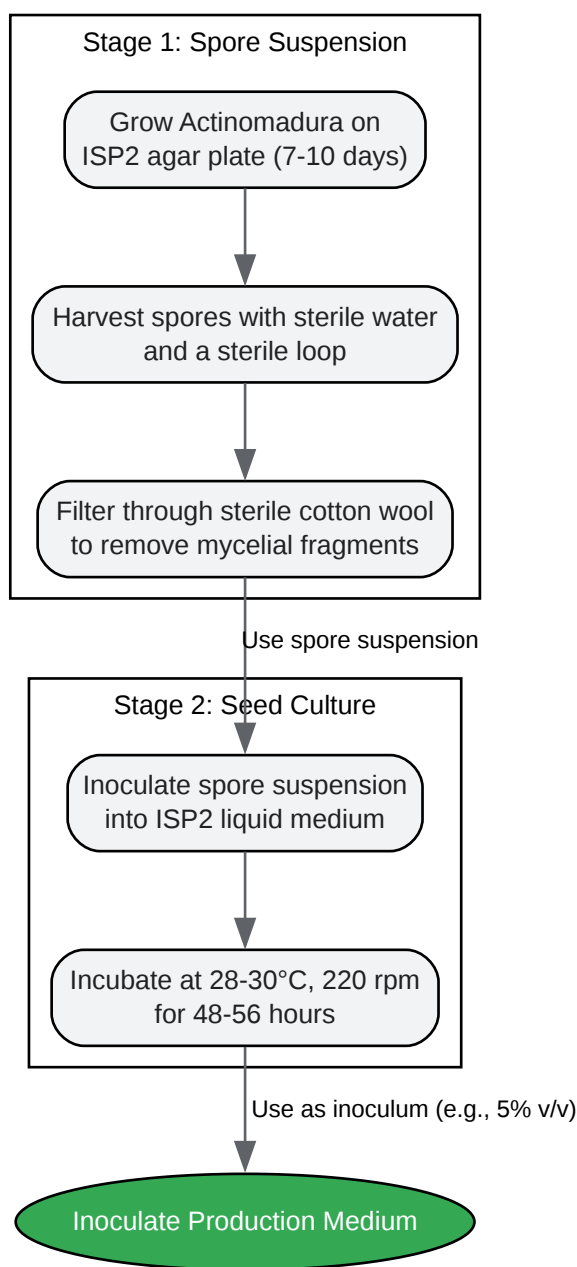 Stage 1: Spore Suspension
Grow Actinomadura on
ISP2 agar plate (7-10 days)
Harvest spores with sterile water
and a sterile loop
Filter through sterile cotton wool
to remove mycelial fragments
Use spore suspension
Stage 2: Seed Culture
Inoculate spore suspension
into ISP2 liquid medium
Incubate at 28-30°C, 220 rpm
for 48-56 hours
Use as inoculum (e.g., 5% v/v)
Inoculate Production Medium